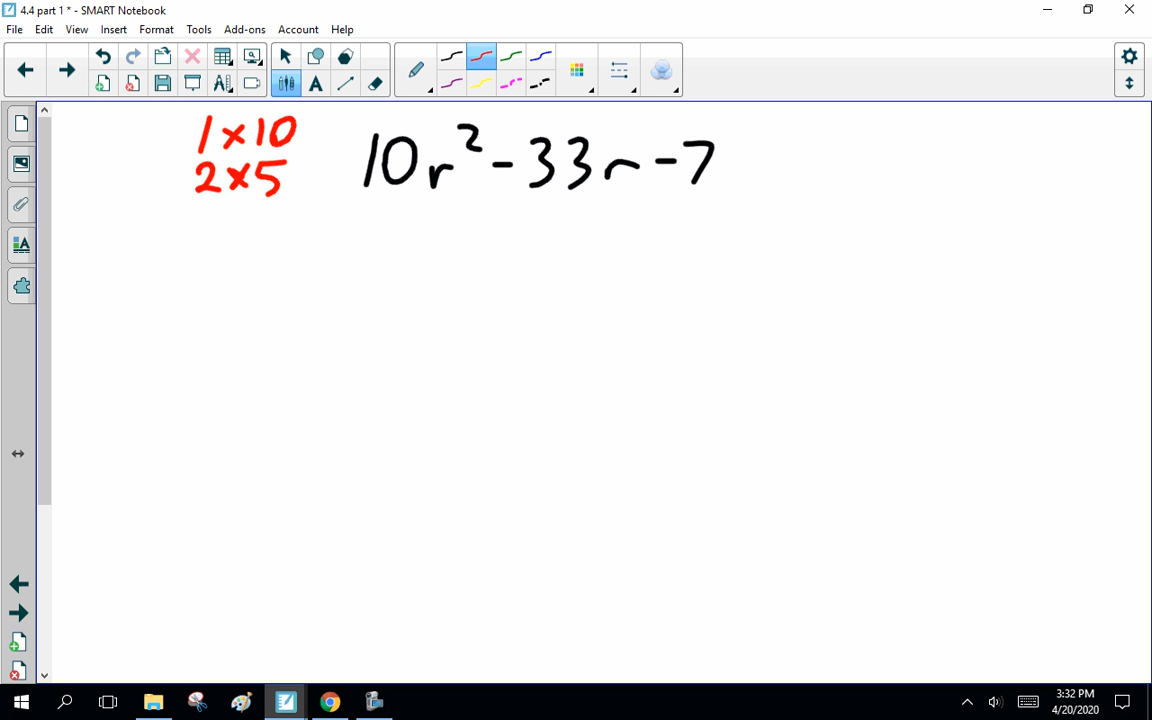 4.4 part 1 * - SMART Notebook
File Edit View Insert Format Tools Add-ons Account Help
1×10
2×5
10r² - 33r - 7
3:32 PM
4/20/2020